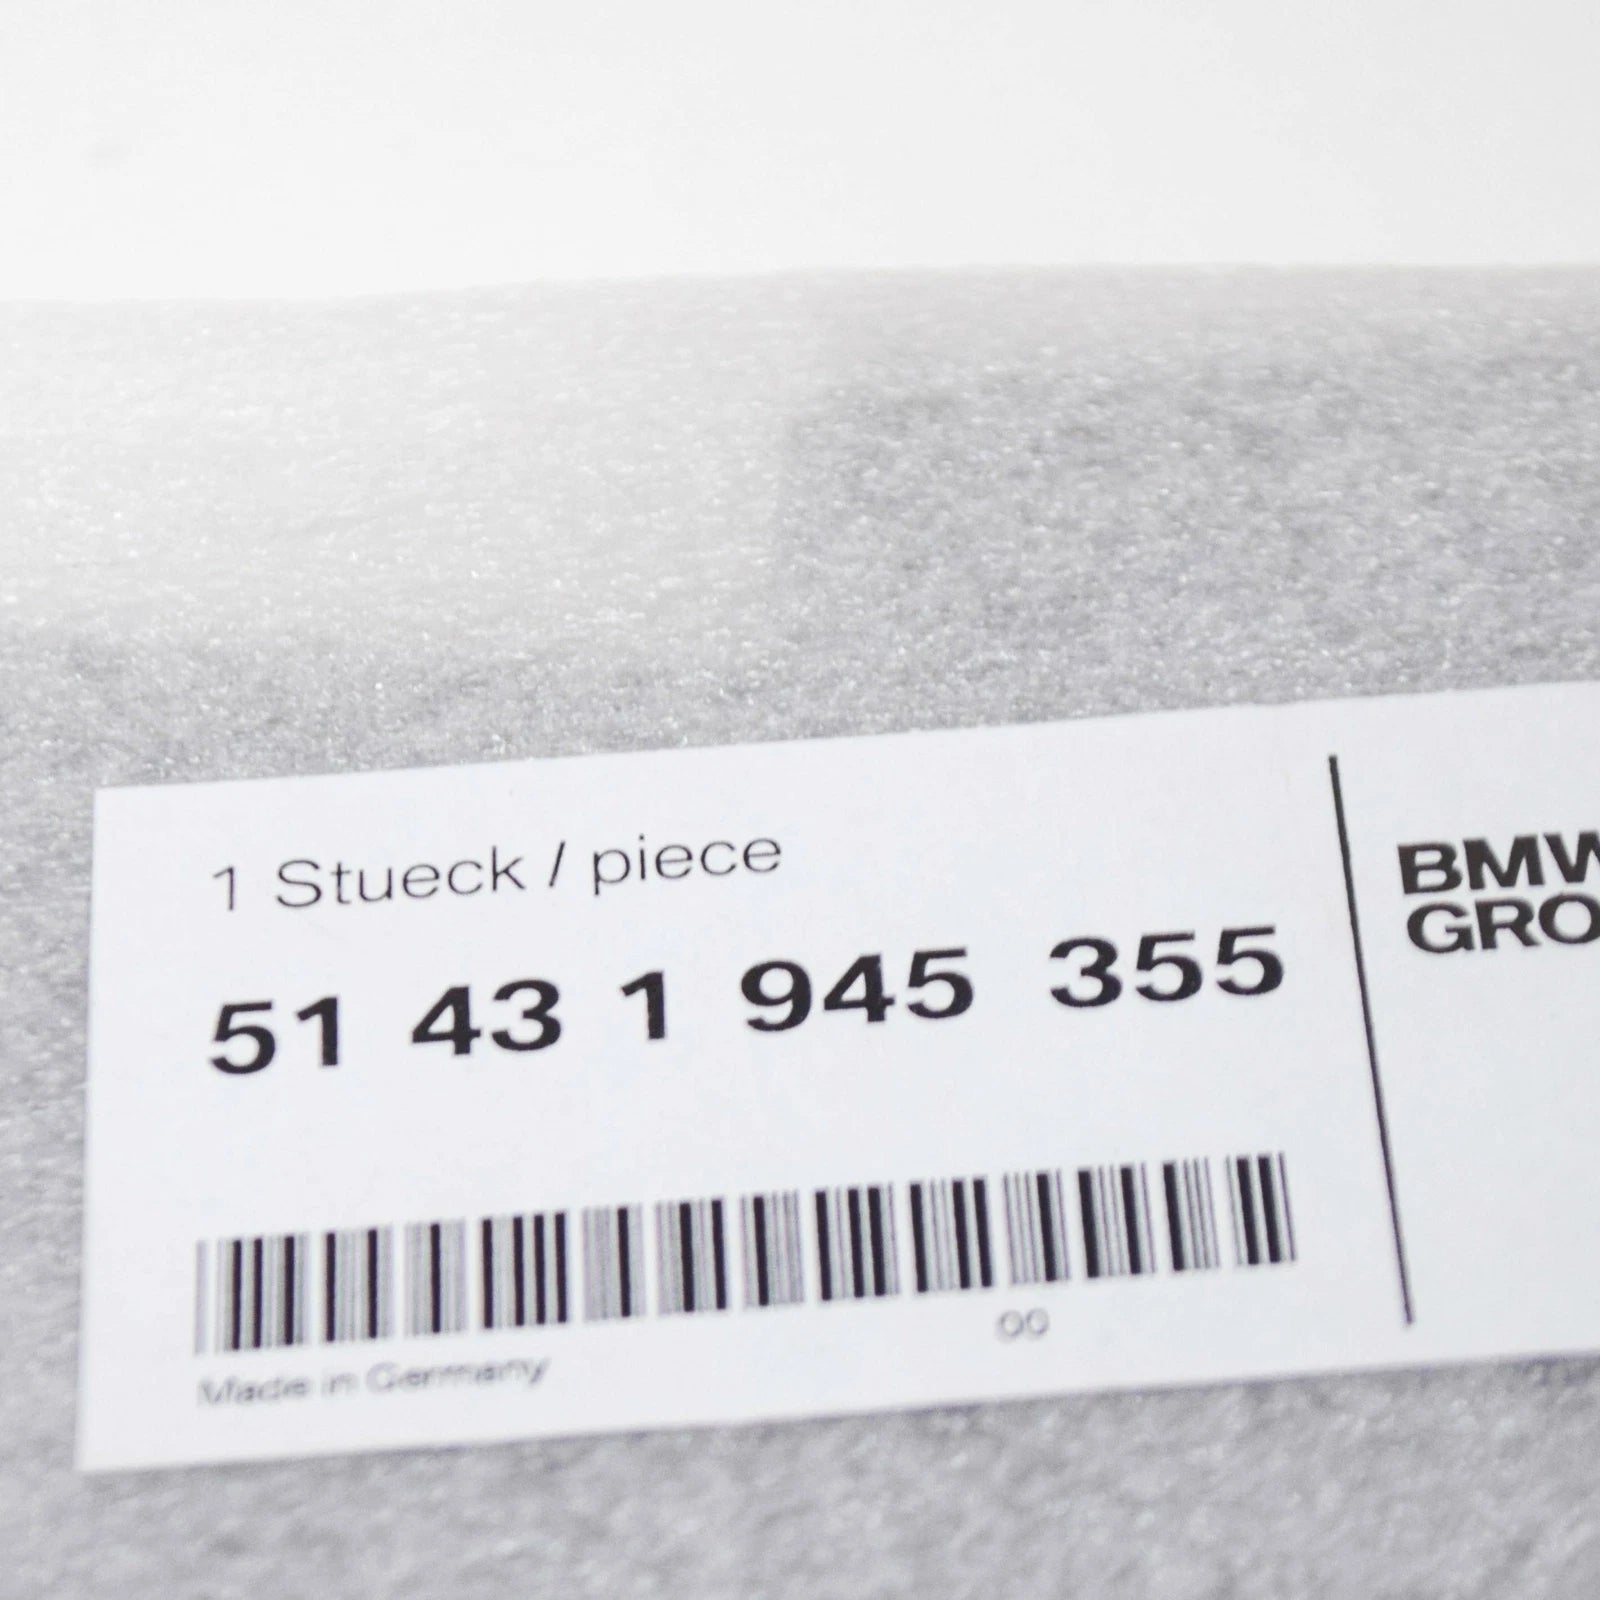 1 Stueck / piece
51 43 1 945 355
00
Made in Germany
BMW
GRO